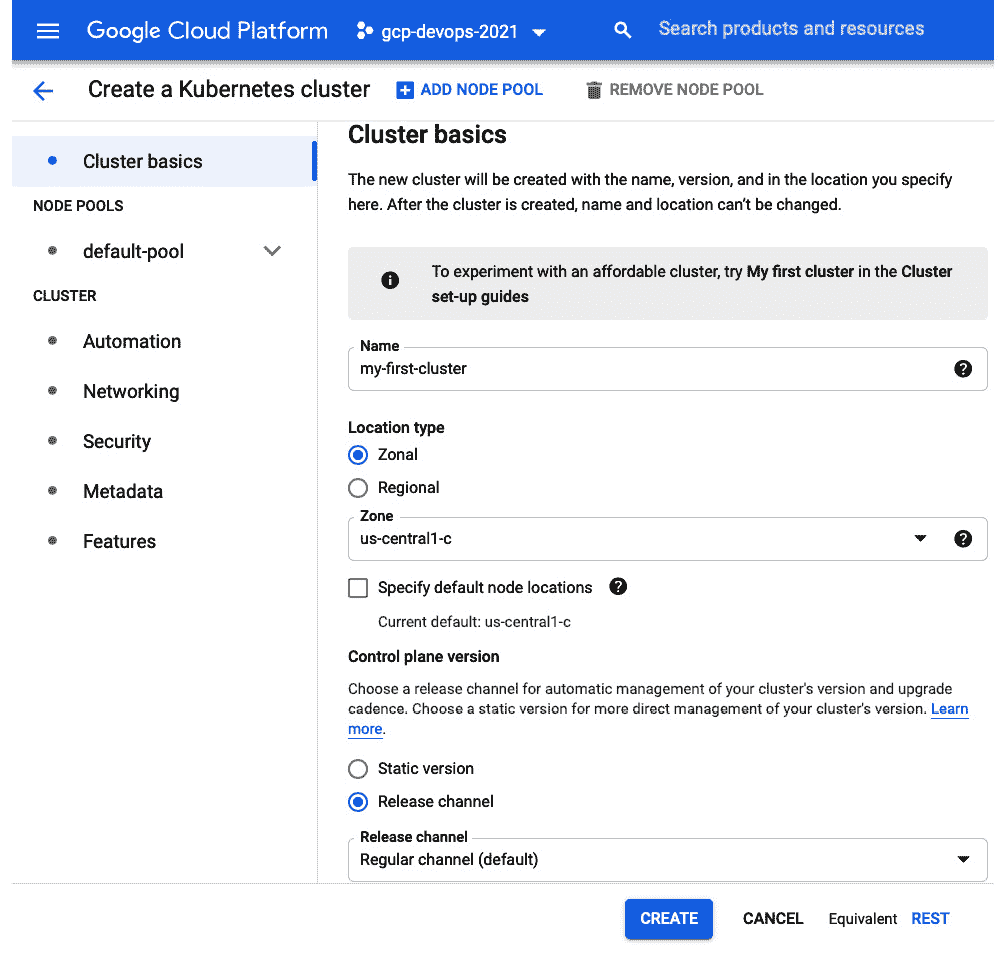 Google Cloud Platform
gcp-devops-2021
Search products and resources
Create a Kubernetes cluster
ADD NODE POOL
REMOVE NODE POOL
Cluster basics
NODE POOLS
default-pool
CLUSTER
Automation
Networking
Security
Metadata
Features
Cluster basics
The new cluster will be created with the name, version, and in the location you specify
here. After the cluster is created, name and location can't be changed.
To experiment with an affordable cluster, try My first cluster in the Cluster
set-up guides
Name
my-first-cluster
Location type
Zonal
Regional
Zone
us-central1-c
Specify default node locations
Current default: us-central1-c
Control plane version
Choose a release channel for automatic management of your cluster's version and upgrade
cadence. Choose a static version for more direct management of your cluster's version. Learn
more.
Static version
Release channel
Release channel
Regular channel (default)
CREATE
CANCEL
Equivalent REST